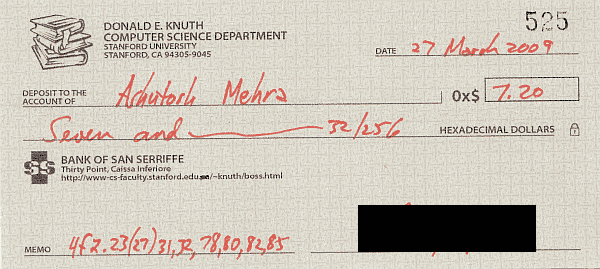 525
DONALD E. KNUTH
COMPUTER SCIENCE DEPARTMENT
STANFORD UNIVERSITY
STANFORD, CA 94305-9045
DATE 27 March 2009
DEPOSIT TO THE
ACCOUNT OF Ashutosh Mehra 0x$ 7.20
Seven and 32/256 HEXADECIMAL DOLLARS
BANK OF SAN SERRIFFE
Thirty Point, Caissa Inferiore
http://www-cs-faculty.stanford.edu/~knuth/boss.html
MEMO 4f2.23(27)31,32,78,80,82,85